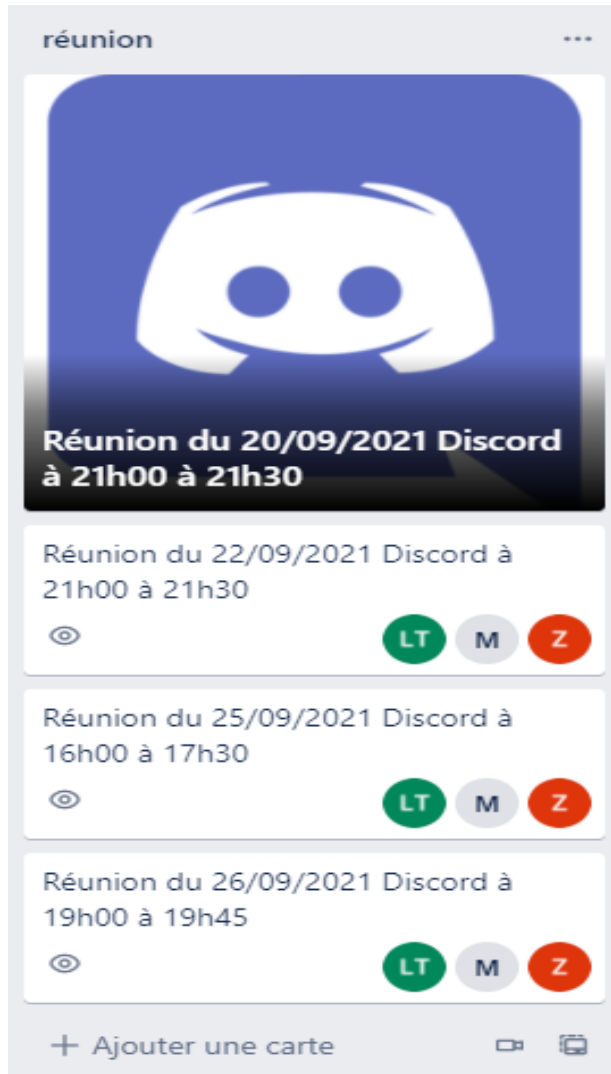 réunion
Réunion du 20/09/2021 Discord
à 21h00 à 21h30
Réunion du 22/09/2021 Discord à
21h00 à 21h30
LT M Z
Réunion du 25/09/2021 Discord à
16h00 à 17h30
LT M Z
Réunion du 26/09/2021 Discord à
19h00 à 19h45
LT M Z
+ Ajouter une carte